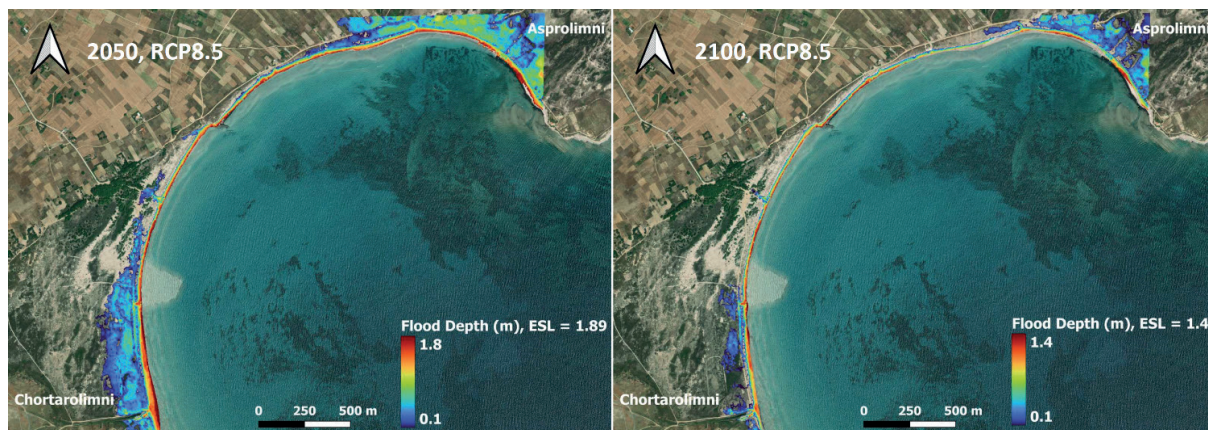 2050, RCP8.5
Asprolimni
Flood Depth (m), ESL = 1.89
1.8
0.1
Chortarolimni
0 250 500 m
2100, RCP8.5
Asprolimni
Flood Depth (m), ESL = 1.4
1.4
0.1
Chortarolimni
0 250 500 m